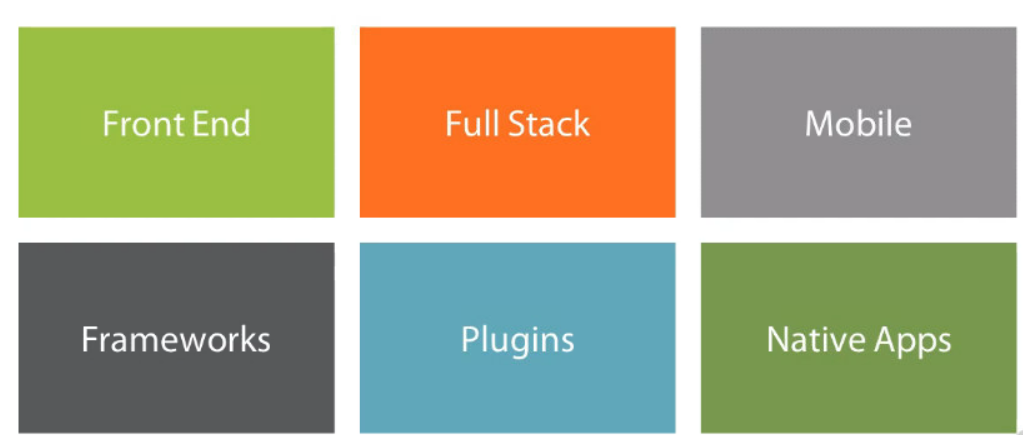 Front End
Full Stack
Mobile
Frameworks
Plugins
Native Apps